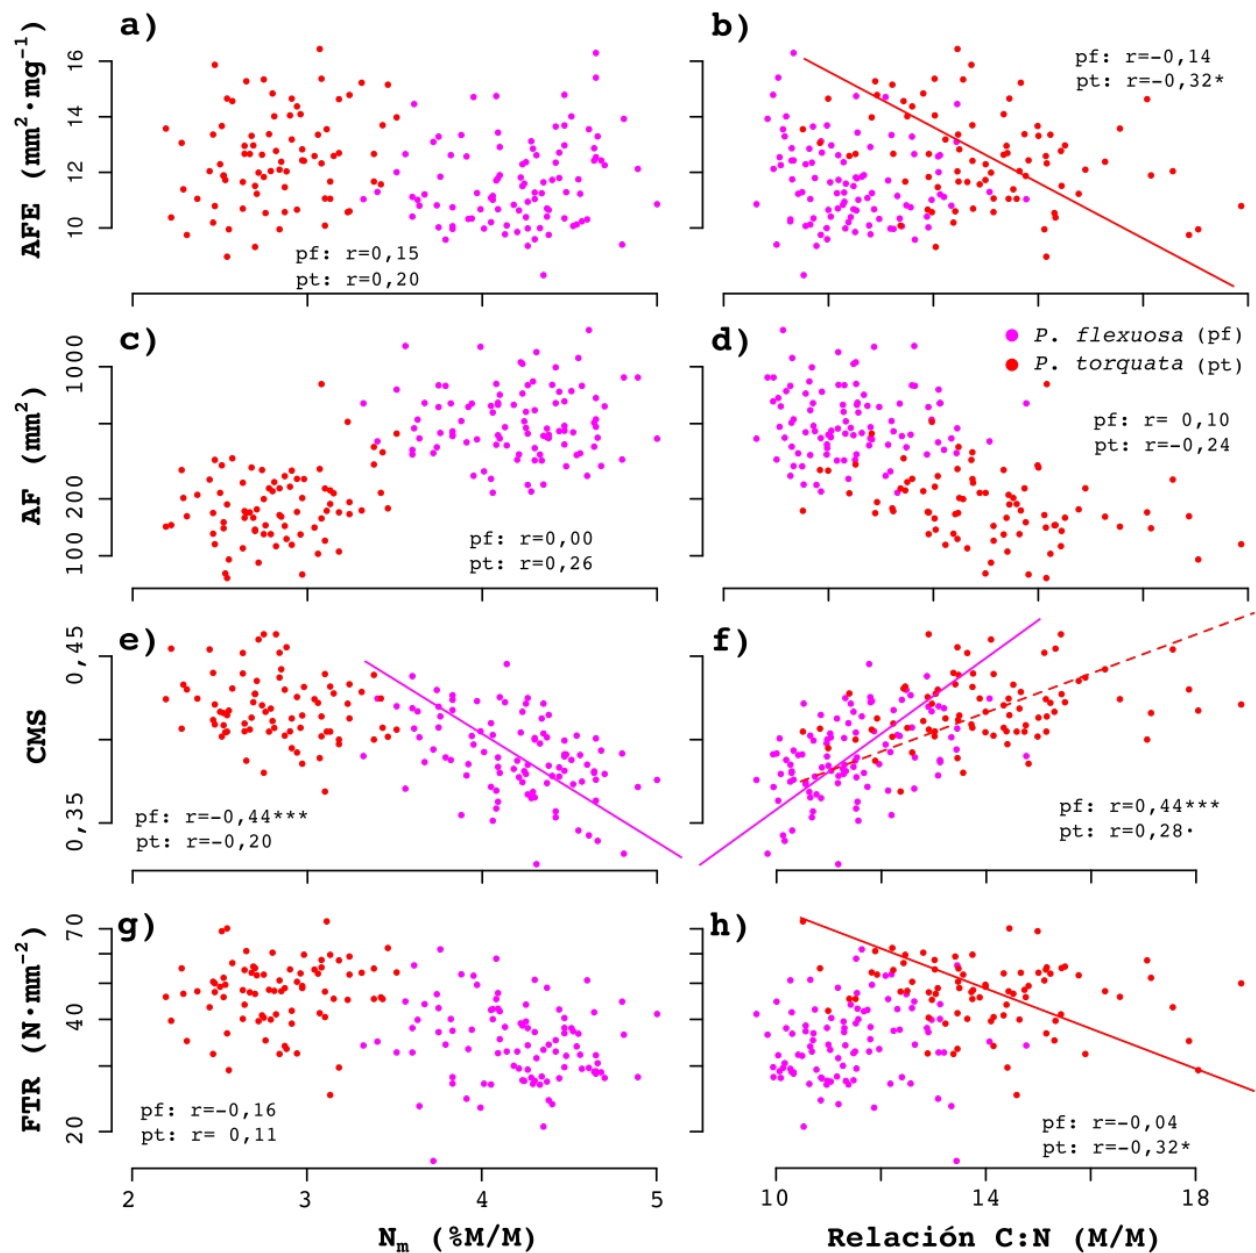 a)
AFE (mm²·mg⁻¹)
16
14
12
10
pf: r=0,15
pt: r=0,20
b)
pf: r=-0,14
pt: r=-0,32*
c)
AF (mm²)
1000
200
100
pf: r=0,00
pt: r=0,26
d)
P. flexuosa (pf)
P. torquata (pt)
pf: r= 0,10
pt: r=-0,24
e)
CMS
0,45
0,35
pf: r=-0,44***
pt: r=-0,20
f)
pf: r=0,44***
pt: r=0,28·
g)
FTR (N·mm⁻²)
70
40
20
pf: r=-0,16
pt: r= 0,11
h)
pf: r=-0,04
pt: r=-0,32*
2 3 4 5
Nₘ (%M/M)
10 14 18
Relación C:N (M/M)